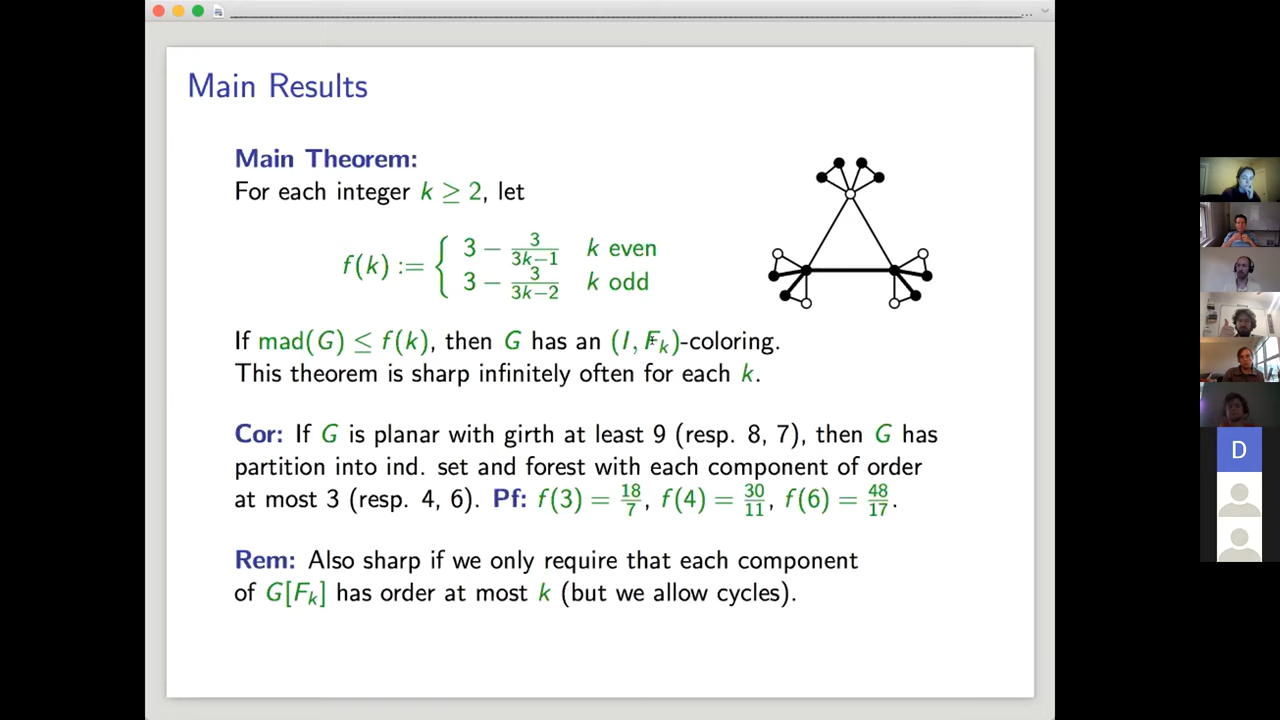 Main Results
Main Theorem:
For each integer k ≥ 2, let
f(k) := { 3 − 3/(3k−1) k even
3 − 3/(3k−2) k odd
If mad(G) ≤ f(k), then G has an (I, F_k)-coloring.
This theorem is sharp infinitely often for each k.
Cor: If G is planar with girth at least 9 (resp. 8, 7), then G has
partition into ind. set and forest with each component of order
at most 3 (resp. 4, 6). Pf: f(3) = 18/7, f(4) = 30/11, f(6) = 48/17.
Rem: Also sharp if we only require that each component
of G[F_k] has order at most k (but we allow cycles).
D